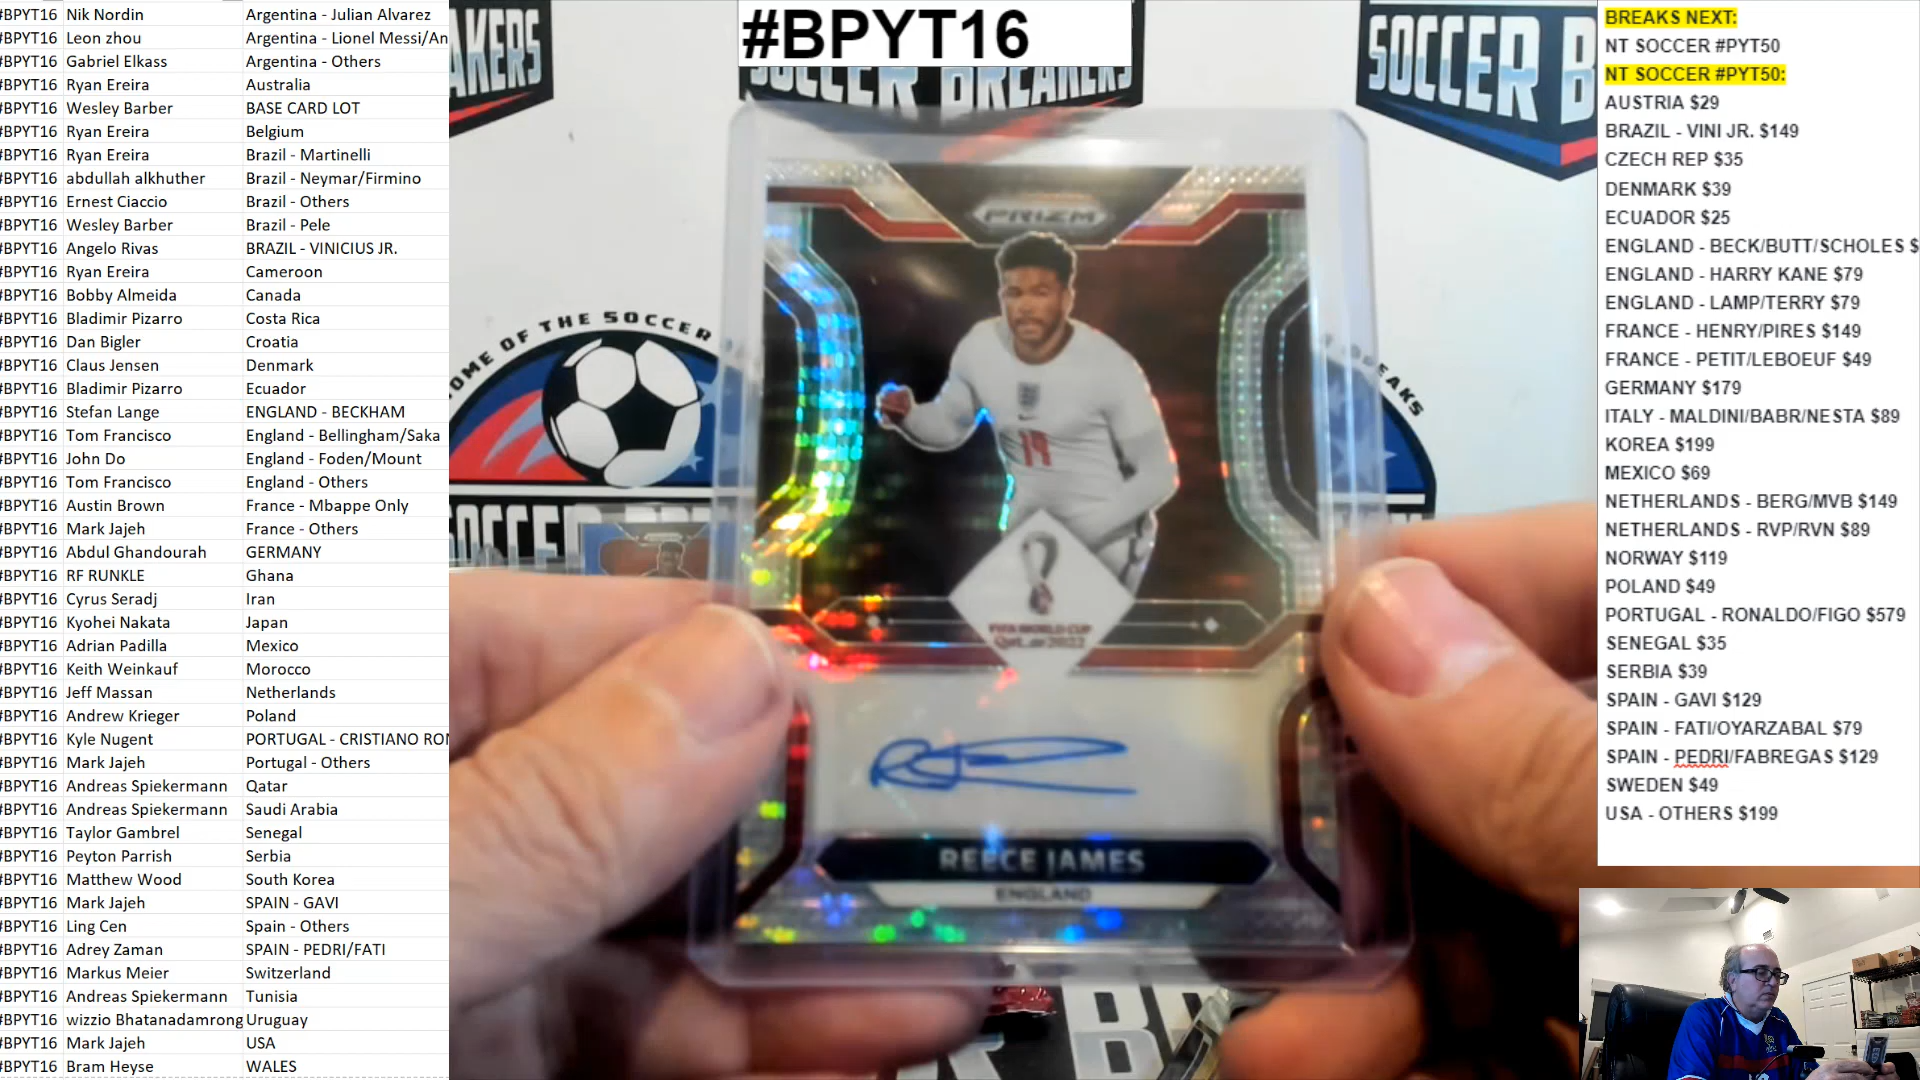 #BPYT16 Nik Nordin Argentina - Julian Alvarez
#BPYT16 Leon zhou Argentina - Lionel Messi/An
#BPYT16 Gabriel Elkass Argentina - Others
#BPYT16 Ryan Ereira Australia
#BPYT16 Wesley Barber BASE CARD LOT
#BPYT16 Ryan Ereira Belgium
#BPYT16 Ryan Ereira Brazil - Martinelli
#BPYT16 abdullah alkhuther Brazil - Neymar/Firmino
#BPYT16 Ernest Ciaccio Brazil - Others
#BPYT16 Wesley Barber Brazil - Pele
#BPYT16 Angelo Rivas BRAZIL - VINICIUS JR.
#BPYT16 Ryan Ereira Cameroon
#BPYT16 Bobby Almeida Canada
#BPYT16 Bladimir Pizarro Costa Rica
#BPYT16 Dan Bigler Croatia
#BPYT16 Claus Jensen Denmark
#BPYT16 Bladimir Pizarro Ecuador
#BPYT16 Stefan Lange ENGLAND - BECKHAM
#BPYT16 Tom Francisco England - Bellingham/Saka
#BPYT16 John Do England - Foden/Mount
#BPYT16 Tom Francisco England - Others
#BPYT16 Austin Brown France - Mbappe Only
#BPYT16 Mark Jajeh France - Others
#BPYT16 Abdul Ghandourah GERMANY
#BPYT16 RF RUNKLE Ghana
#BPYT16 Cyrus Seradj Iran
#BPYT16 Kyohei Nakata Japan
#BPYT16 Adrian Padilla Mexico
#BPYT16 Keith Weinkauf Morocco
#BPYT16 Jeff Massan Netherlands
#BPYT16 Andrew Krieger Poland
#BPYT16 Kyle Nugent PORTUGAL - CRISTIANO RON
#BPYT16 Mark Jajeh Portugal - Others
#BPYT16 Andreas Spiekermann Qatar
#BPYT16 Andreas Spiekermann Saudi Arabia
#BPYT16 Taylor Gambrel Senegal
#BPYT16 Peyton Parrish Serbia
#BPYT16 Matthew Wood South Korea
#BPYT16 Mark Jajeh SPAIN - GAVI
#BPYT16 Ling Cen Spain - Others
#BPYT16 Adrey Zaman SPAIN - PEDRI/FATI
#BPYT16 Markus Meier Switzerland
#BPYT16 Andreas Spiekermann Tunisia
#BPYT16 wizzio Bhatanadamrong Uruguay
#BPYT16 Mark Jajeh USA
#BPYT16 Bram Heyse WALES
#BPYT16
AKERS
SOCCER BREAKERS
SOCCER B
HOME OF THE SOCCER
BREAKS
SOCCER
PRIZM
19
FIFA WORLD CUP
Qatar2022
REECE JAMES
ENGLAND
BREAKS NEXT:
NT SOCCER #PYT50
NT SOCCER #PYT50:
AUSTRIA $29
BRAZIL - VINI JR. $149
CZECH REP $35
DENMARK $39
ECUADOR $25
ENGLAND - BECK/BUTT/SCHOLES $
ENGLAND - HARRY KANE $79
ENGLAND - LAMP/TERRY $79
FRANCE - HENRY/PIRES $149
FRANCE - PETIT/LEBOEUF $49
GERMANY $179
ITALY - MALDINI/BABR/NESTA $89
KOREA $199
MEXICO $69
NETHERLANDS - BERG/MVB $149
NETHERLANDS - RVP/RVN $89
NORWAY $119
POLAND $49
PORTUGAL - RONALDO/FIGO $579
SENEGAL $35
SERBIA $39
SPAIN - GAVI $129
SPAIN - FATI/OYARZABAL $79
SPAIN - PEDRI/FABREGAS $129
SWEDEN $49
USA - OTHERS $199